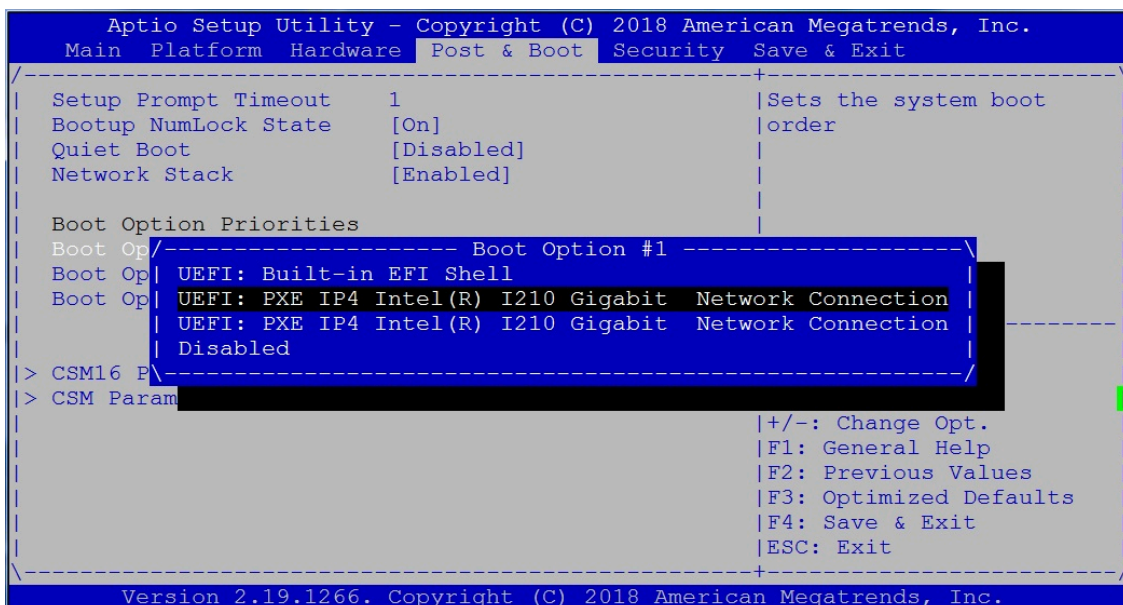 Aptio Setup Utility - Copyright (C) 2018 American Megatrends, Inc.
Main Platform Hardware Post & Boot Security Save & Exit
Setup Prompt Timeout 1 Sets the system boot
Bootup NumLock State [On] order
Quiet Boot [Disabled]
Network Stack [Enabled]
Boot Option Priorities
Boot Op Boot Option #1
Boot Op UEFI: Built-in EFI Shell
Boot Op UEFI: PXE IP4 Intel(R) I210 Gigabit Network Connection
UEFI: PXE IP4 Intel(R) I210 Gigabit Network Connection
Disabled
> CSM16 P
> CSM Param
+/-: Change Opt.
F1: General Help
F2: Previous Values
F3: Optimized Defaults
F4: Save & Exit
ESC: Exit
Version 2.19.1266. Copyright (C) 2018 American Megatrends, Inc.